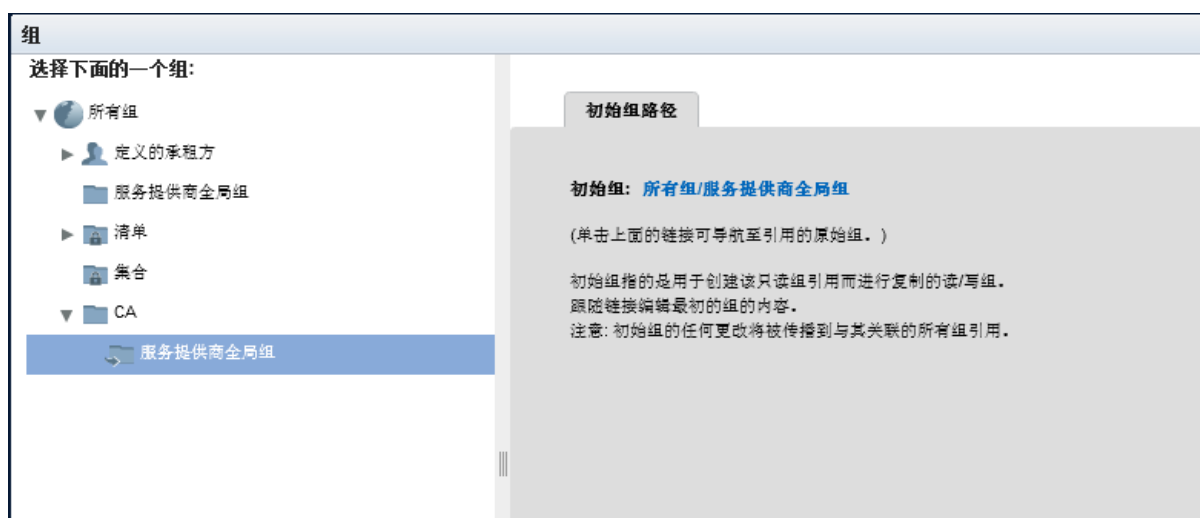 组
选择下面的一个组:
所有组
定义的承租方
服务提供商全局组
清单
集合
CA
服务提供商全局组
初始组路径
初始组: 所有组/服务提供商全局组
(单击上面的链接可导航至引用的原始组。)
初始组指的是用于创建该只读组引用而进行复制的读/写组。
跟随链接编辑最初的组的内容。
注意: 初始组的任何更改将被传播到与其关联的所有组引用。